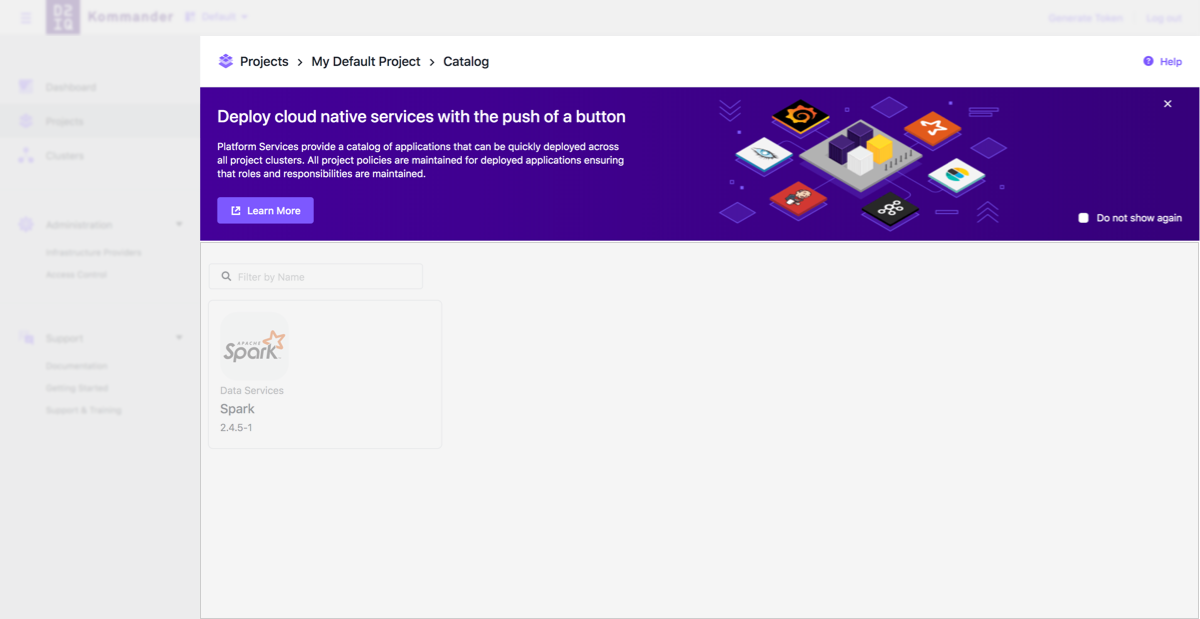 D2
iQ
Kommander
Default
Generate Token
Log out
Projects > My Default Project > Catalog
Help
Dashboard
Projects
Clusters
Administration
Infrastructure Providers
Access Control
Support
Documentation
Getting Started
Support & Training
Deploy cloud native services with the push of a button
Platform Services provide a catalog of applications that can be quickly deployed across
all project clusters. All project policies are maintained for deployed applications ensuring
that roles and responsibilities are maintained.
Learn More
Do not show again
Filter by Name
APACHE
Spark
Data Services
Spark
2.4.5-1